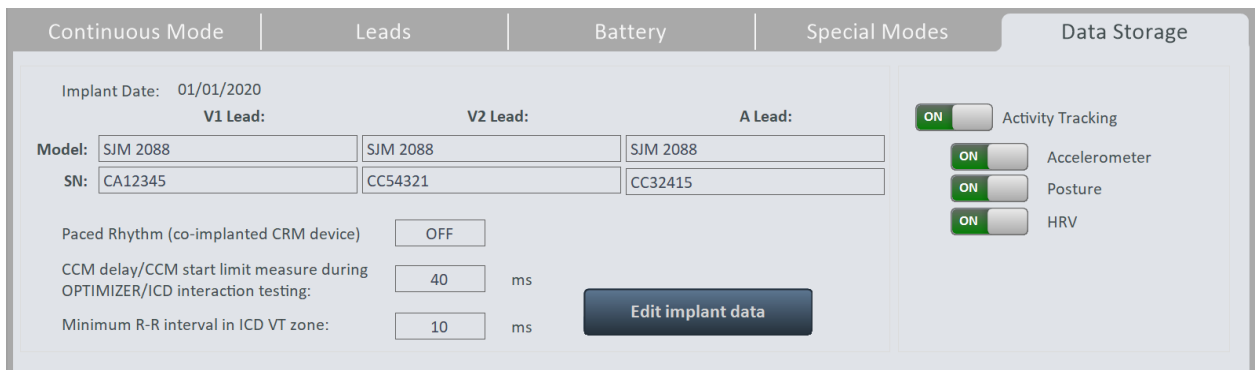 Continuous Mode Leads Battery Special Modes Data Storage
Implant Date: 01/01/2020
V1 Lead: V2 Lead: A Lead:
Model: SJM 2088 SJM 2088 SJM 2088
SN: CA12345 CC54321 CC32415
Paced Rhythm (co-implanted CRM device) OFF
CCM delay/CCM start limit measure during
OPTIMIZER/ICD interaction testing: 40 ms
Minimum R-R interval in ICD VT zone: 10 ms
Edit implant data
ON Activity Tracking
ON Accelerometer
ON Posture
ON HRV